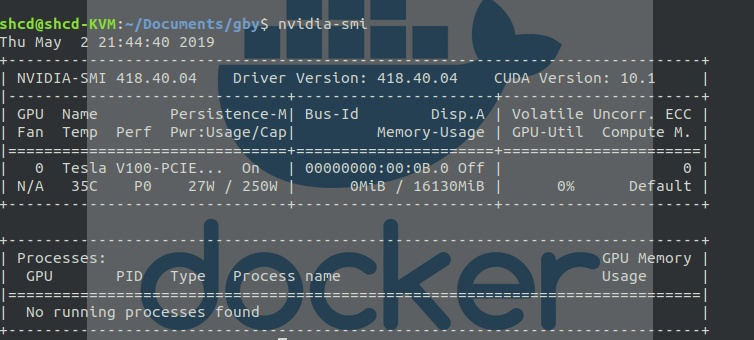 shcd@shcd-KVM:~/Documents/gby$ nvidia-smi
Thu May  2 21:44:40 2019
+-----------------------------------------------------------------------------+
| NVIDIA-SMI 418.40.04    Driver Version: 418.40.04    CUDA Version: 10.1     |
|-------------------------------+----------------------+----------------------+
| GPU  Name        Persistence-M| Bus-Id        Disp.A | Volatile Uncorr. ECC |
| Fan  Temp  Perf  Pwr:Usage/Cap|         Memory-Usage | GPU-Util  Compute M. |
|===============================+======================+======================|
|   0  Tesla V100-PCIE...  On   | 00000000:00:0B.0 Off |                    0 |
| N/A   35C    P0    27W / 250W |      0MiB / 16130MiB |      0%      Default |
+-------------------------------+----------------------+----------------------+

+-----------------------------------------------------------------------------+
| Processes:                                                       GPU Memory |
|  GPU       PID   Type   Process name                             Usage      |
|=============================================================================|
|  No running processes found                                                 |
+-----------------------------------------------------------------------------+
docker